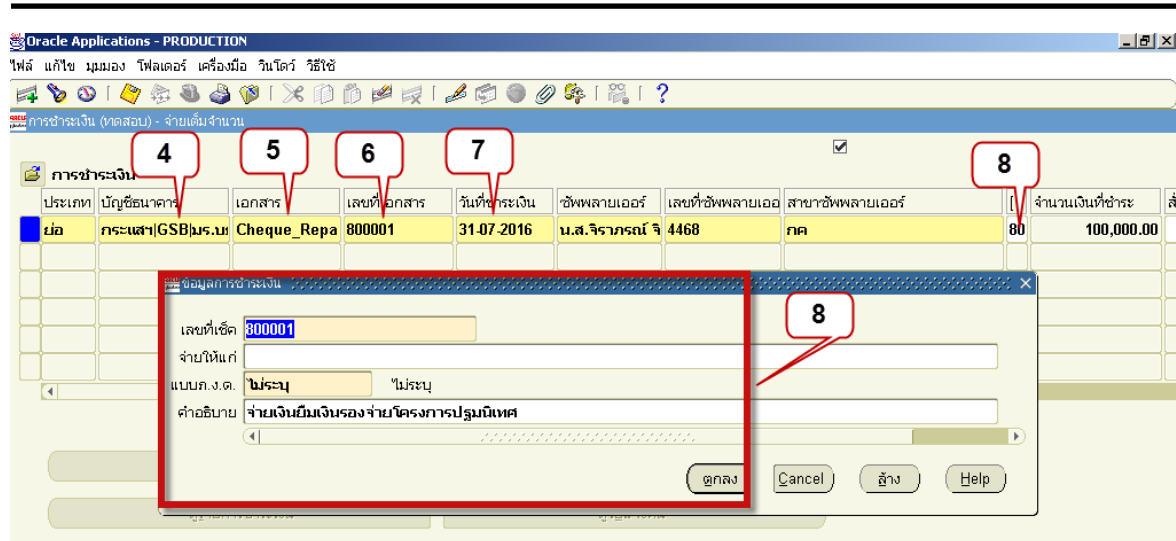 Oracle Applications - PRODUCTION
ไฟล์ แก้ไข มุมมอง โฟลเดอร์ เครื่องมือ วินโดว์ วิธีใช้
การชำระเงิน (ทดสอบ) - จ่ายเต็มจำนวน
4 5 6 7 8
การชำระเงิน
ประเภท บัญชีธนาคาร เอกสาร เลขที่เอกสาร วันที่ชำระเงิน ซัพพลายเออร์ เลขที่ซัพพลายเออ สาขาซัพพลายเออร์ [ จำนวนเงินที่ชำระ
ย่อ กระแสฯ|GSB|มร.บร Cheque_Repa 800001 31-07-2016 น.ส.จิราภรณ์ จิ 4468 กค 80 100,000.00
ข้อมูลการชำระเงิน
8
เลขที่เช็ค 800001
จ่ายให้แก่
แบบภ.ง.ด. ไม่ระบุ ไม่ระบุ
คำอธิบาย จ่ายเงินยืมเงินรองจ่ายโครงการปฐมนิเทศ
ตกลง Cancel ล้าง Help